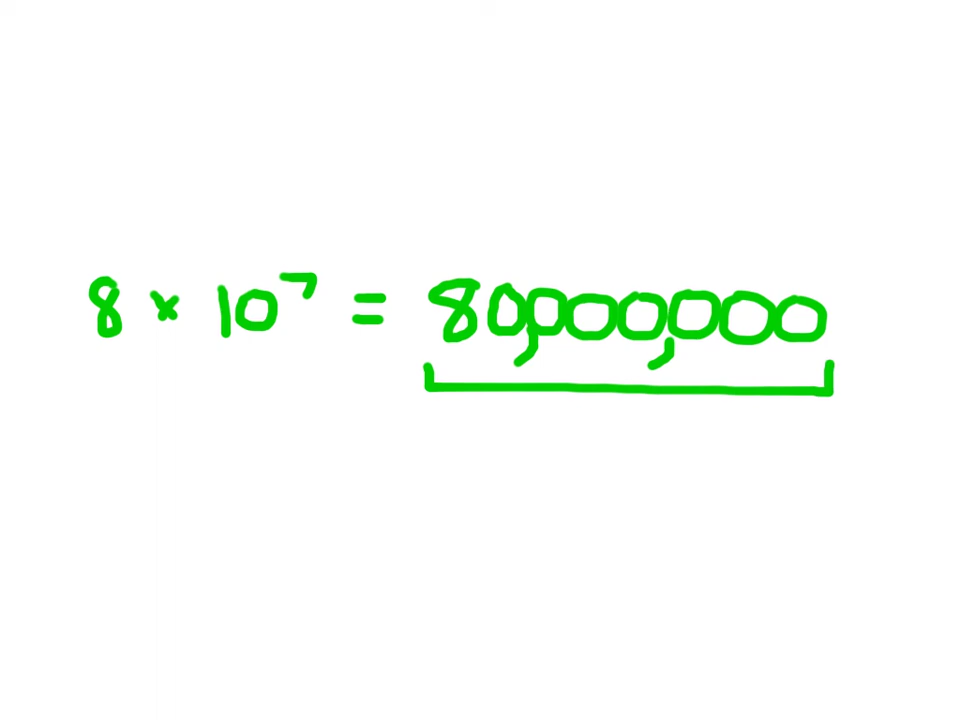 8 × 10⁷ = 80,000,000